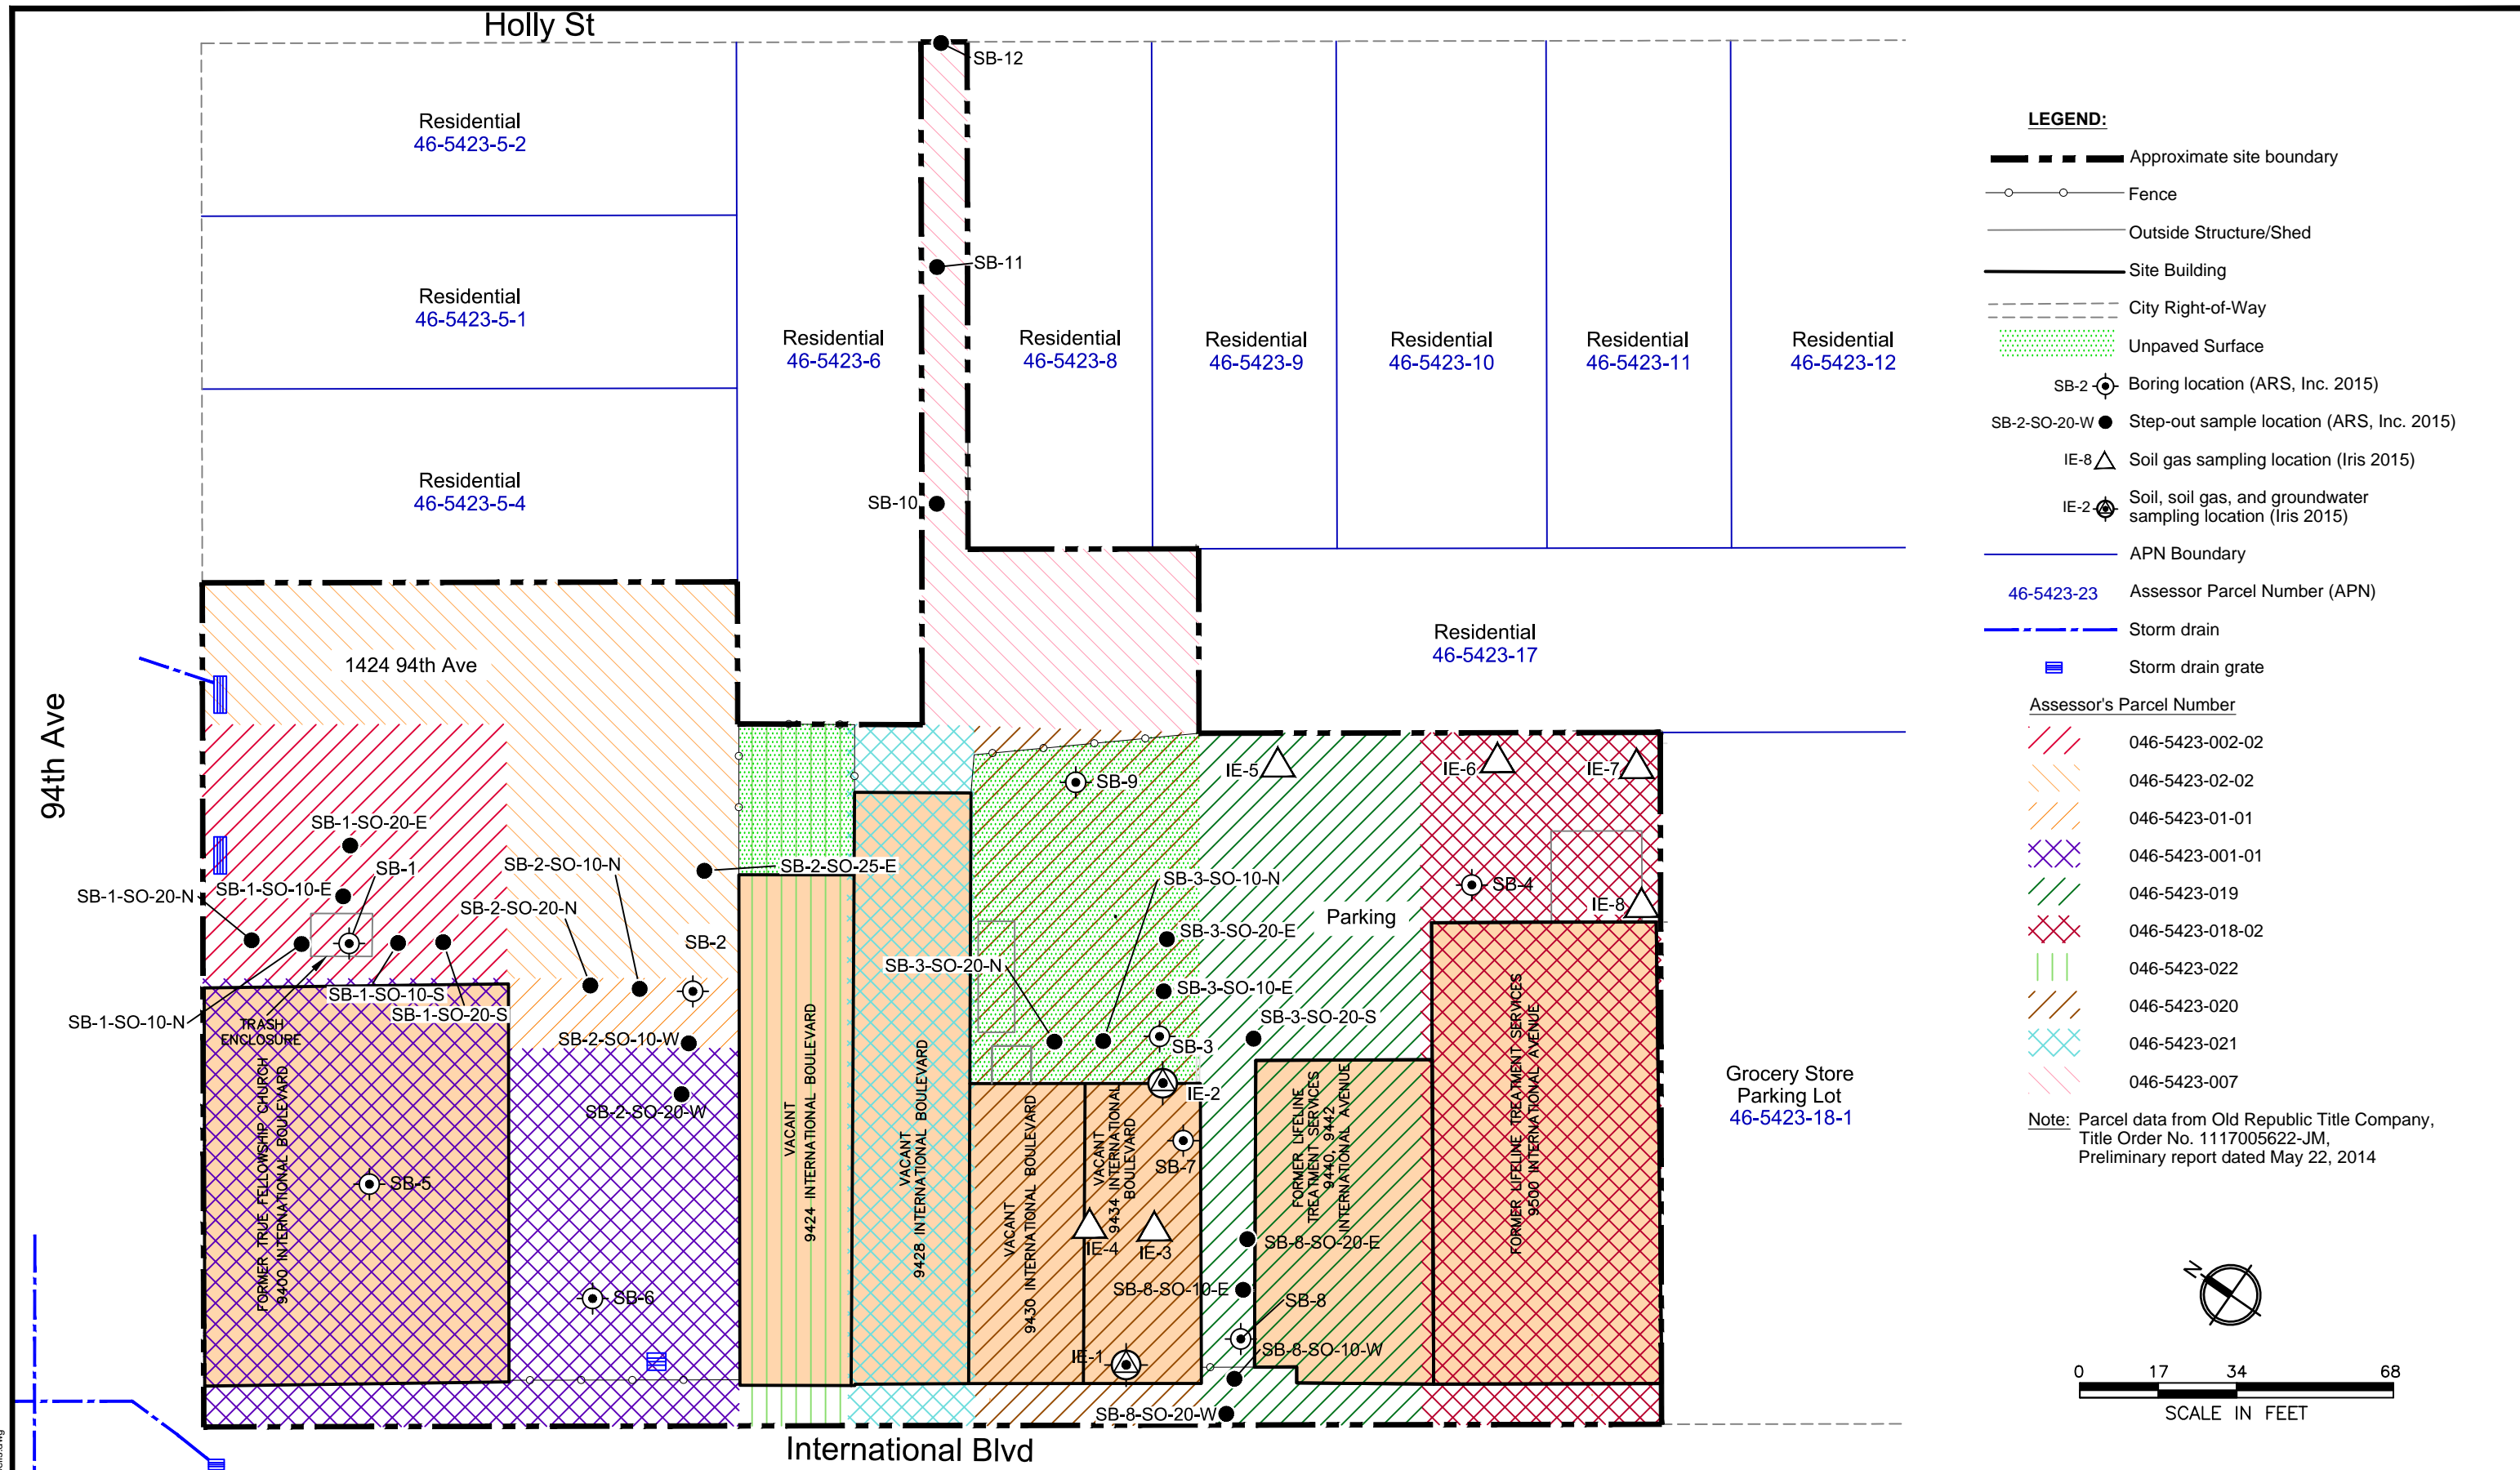 Holly St
SB-12
Residential
46-5423-5-2
SB-11
Residential
46-5423-5-1
Residential
46-5423-6
Residential
46-5423-8
Residential
46-5423-9
Residential
46-5423-10
Residential
46-5423-11
Residential
46-5423-12
Residential
46-5423-5-4
SB-10
Residential
46-5423-17
1424 94th Ave
94th Ave
SB-9
IE-5
IE-6
IE-7
SB-1-SO-20-E
SB-1
SB-2-SO-10-N
SB-2-SO-25-E
SB-3-SO-10-N
SB-4
IE-8
SB-1-SO-20-N
SB-1-SO-10-E
SB-2-SO-20-N
SB-2
Parking
SB-3-SO-20-E
SB-3-SO-20-N
SB-3-SO-10-E
SB-1-SO-10-S
SB-1-SO-20-S
SB-1-SO-10-N
TRASH
ENCLOSURE
SB-2-SO-10-W
SB-3-SO-20-S
SB-3
IE-2
SB-2-SO-20-W
SB-7
Grocery Store
Parking Lot
46-5423-18-1
FORMER TRUE FELLOWSHIP CHURCH
9400 INTERNATIONAL BOULEVARD
SB-5
SB-6
VACANT
9424 INTERNATIONAL BOULEVARD
VACANT
9428 INTERNATIONAL BOULEVARD
VACANT
9430 INTERNATIONAL BOULEVARD
VACANT
9434 INTERNATIONAL
BOULEVARD
FORMER LIFELINE
TREATMENT SERVICES
9440, 9442
INTERNATIONAL AVENUE
FORMER LIFELINE TREATMENT SERVICES
9500 INTERNATIONAL AVENUE
IE-4
IE-3
SB-8-SO-20-E
SB-8-SO-10-E
SB-8
SB-8-SO-10-W
IE-1
SB-8-SO-20-W
International Blvd
LEGEND:
Approximate site boundary
Fence
Outside Structure/Shed
Site Building
City Right-of-Way
Unpaved Surface
SB-2 Boring location (ARS, Inc. 2015)
SB-2-SO-20-W Step-out sample location (ARS, Inc. 2015)
IE-8 Soil gas sampling location (Iris 2015)
IE-2 Soil, soil gas, and groundwater
sampling location (Iris 2015)
APN Boundary
46-5423-23 Assessor Parcel Number (APN)
Storm drain
Storm drain grate
Assessor's Parcel Number
046-5423-002-02
046-5423-02-02
046-5423-01-01
046-5423-001-01
046-5423-019
046-5423-018-02
046-5423-022
046-5423-020
046-5423-021
046-5423-007
Note: Parcel data from Old Republic Title Company,
Title Order No. 1117005622-JM,
Preliminary report dated May 22, 2014
N
0 17 34 68
SCALE IN FEET